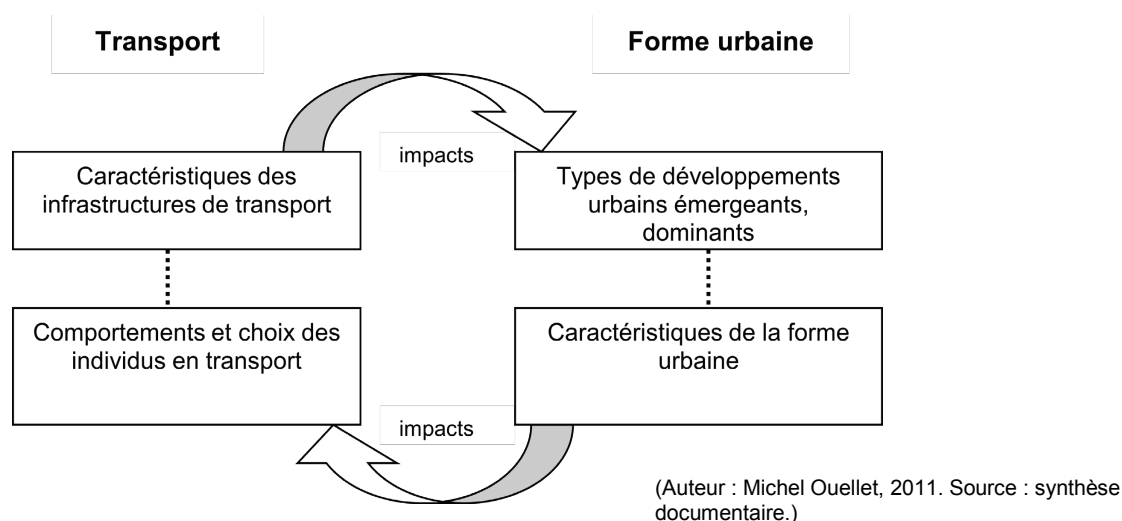 Transport
Forme urbaine
impacts
Caractéristiques des
infrastructures de transport
Types de développements
urbains émergeants,
dominants
Comportements et choix des
individus en transport
Caractéristiques de la forme
urbaine
impacts
(Auteur : Michel Ouellet, 2011. Source : synthèse
documentaire.)